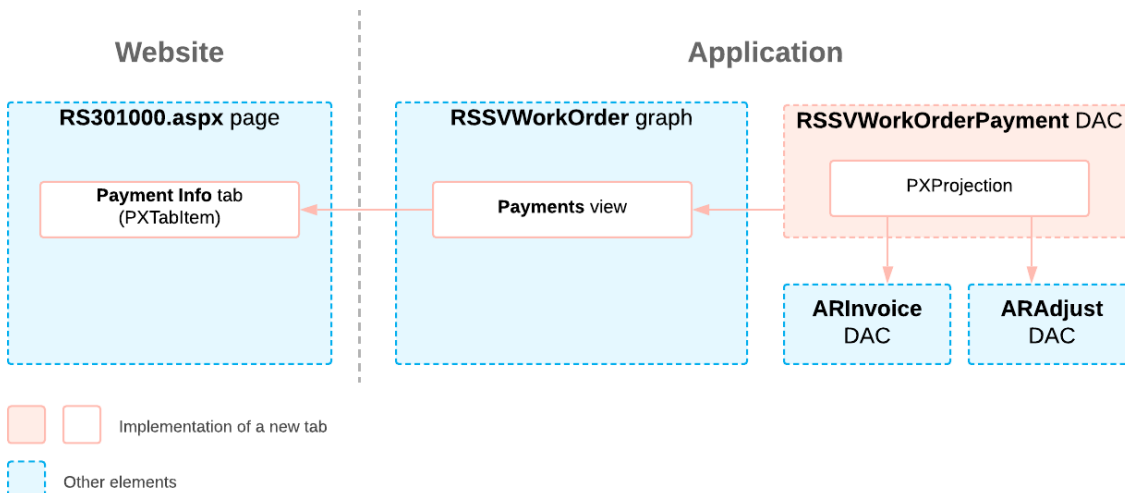 Website
Application
RS301000.aspx page
RSSVWorkOrder graph
RSSVWorkOrderPayment DAC
Payment Info tab
(PXTabItem)
Payments view
PXProjection
ARInvoice
DAC
ARAdjust
DAC
Implementation of a new tab
Other elements